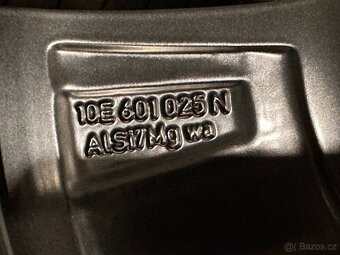 10E 601 025 N
AlSi7Mg wa
© Bazos.cz